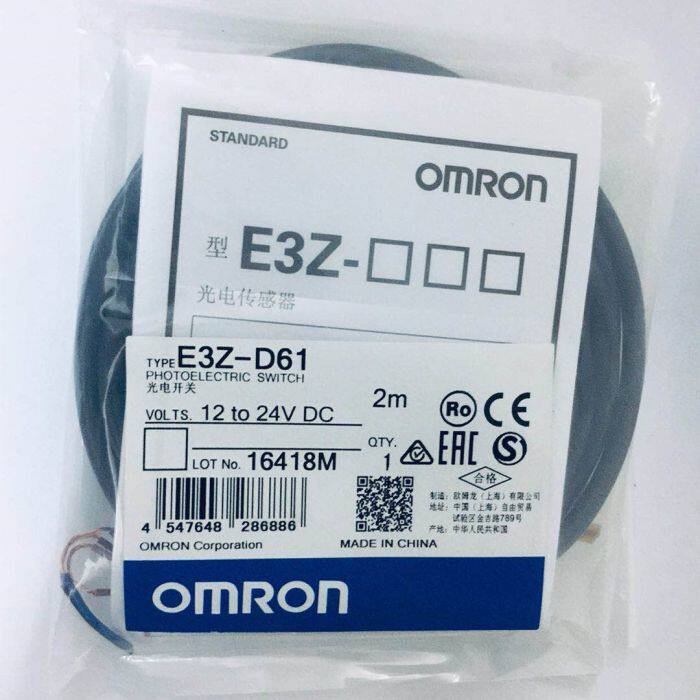 STANDARD
OMRON
型 E3Z-□□□
光电传感器
TYPE E3Z-D61
PHOTOELECTRIC SWITCH
光电开关
2m
VOLTS. 12 to 24V DC
QTY.
LOT No. 16418M
1
Ro CE
EAC S
合格
制造: 欧姆龙(上海)有限公司
地址: 中国(上海)自由贸易
试验区金吉路789号
产地: 中华人民共和国
4 547648 286886
OMRON Corporation
MADE IN CHINA
OMRON